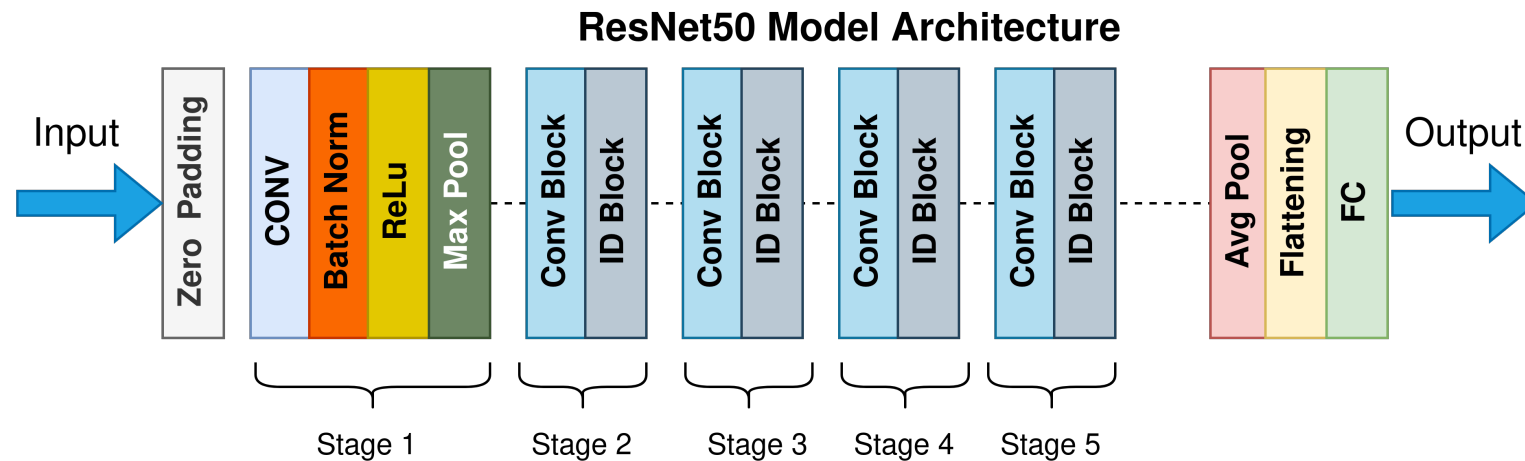 ResNet50 Model Architecture
Input
Zero Padding
CONV
Batch Norm
ReLu
Max Pool
Conv Block
ID Block
Conv Block
ID Block
Conv Block
ID Block
Conv Block
ID Block
Avg Pool
Flattening
FC
Output
Stage 1
Stage 2
Stage 3
Stage 4
Stage 5